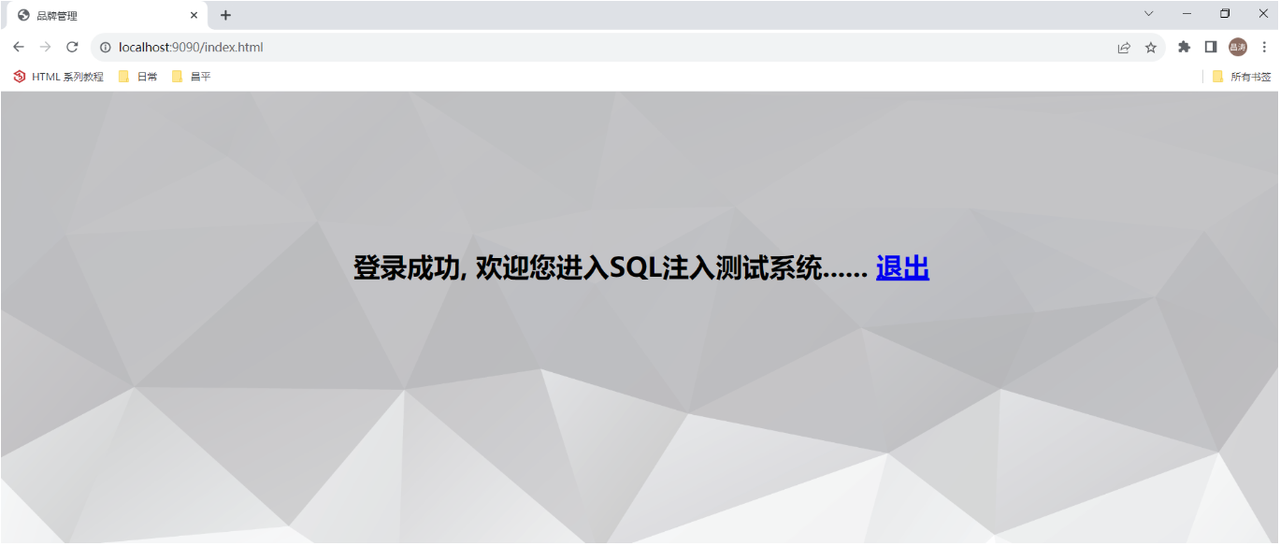 品牌管理
localhost:9090/index.html
昌涛
HTML 系列教程 日常 昌平 所有书签
登录成功, 欢迎您进入SQL注入测试系统...... 退出